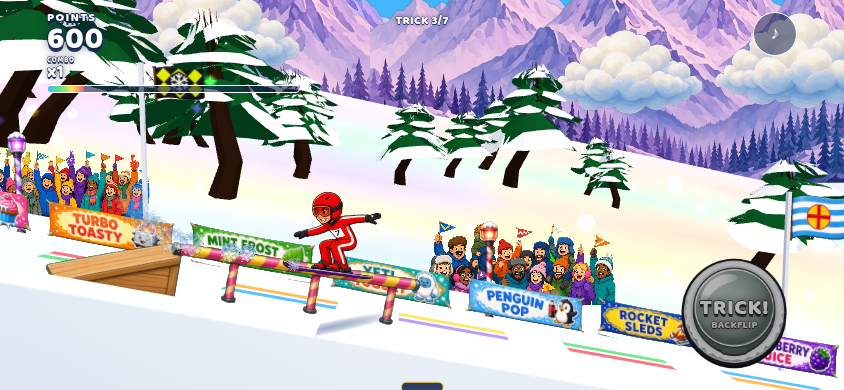 POINTS
600
COMBO
x1
TRICK 3/7
♪
TURBO
TOASTY
MINT FROST
YETI
7
PENGUIN
POP
ROCKET
SLEDS
TRICK!
BACKFLIP
BERRY
JUICE